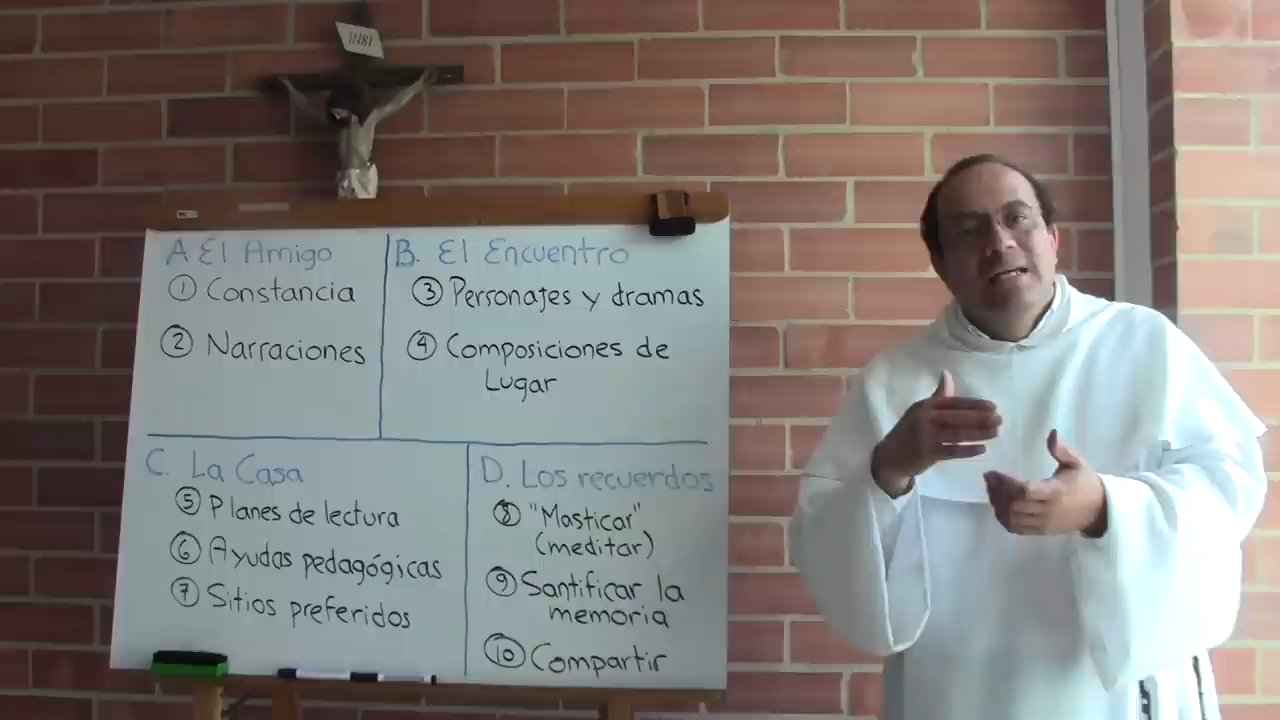 INRI
A. El Amigo
① Constancia
② Narraciones
B. El Encuentro
③ Personajes y dramas
④ Composiciones de
Lugar
C. La Casa
⑤ Planes de lectura
⑥ Ayudas pedagógicas
⑦ Sitios preferidos
D. Los recuerdos
⑧ "Masticar"
(meditar)
⑨ Santificar la
memoria
⑩ Compartir